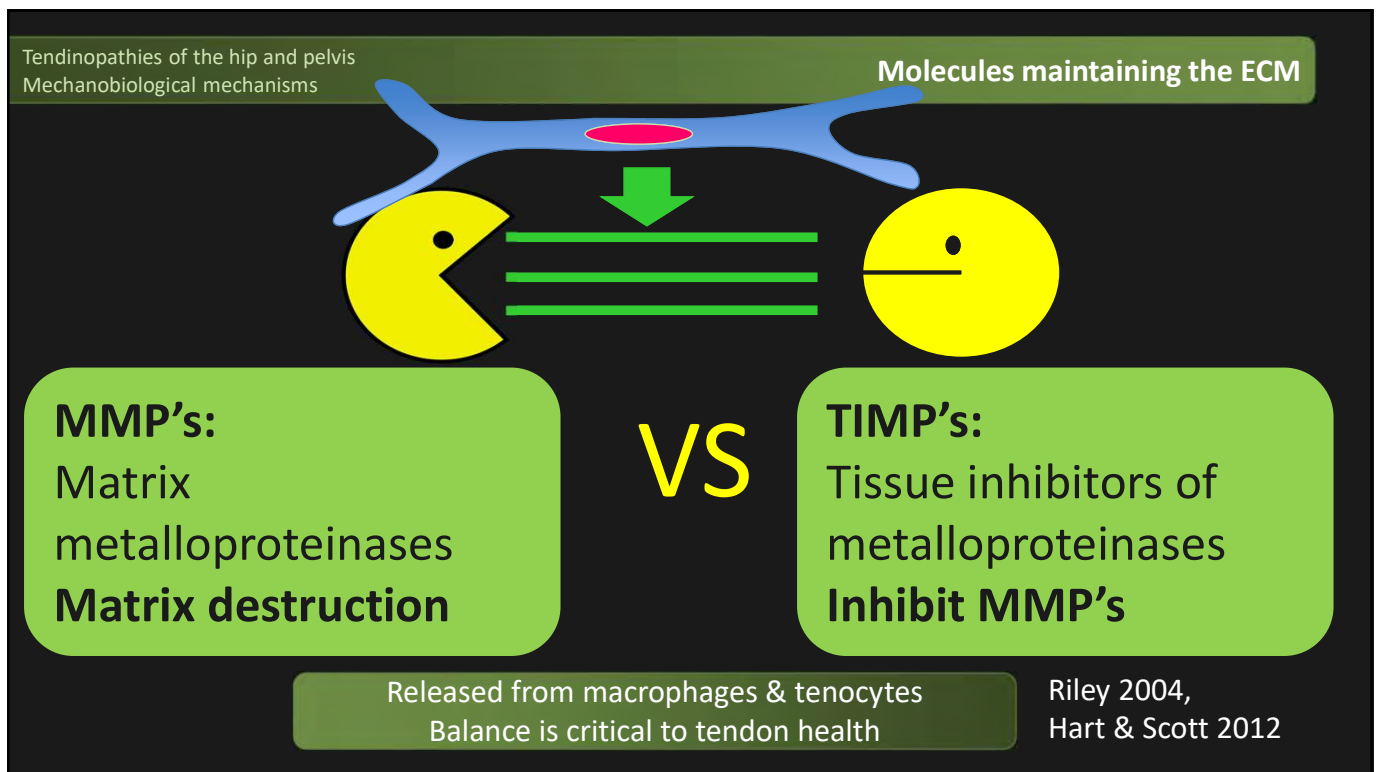 Tendinopathies of the hip and pelvis
Mechanobiological mechanisms
Molecules maintaining the ECM
MMP’s:
Matrix
metalloproteinases
Matrix destruction
VS
TIMP’s:
Tissue inhibitors of
metalloproteinases
Inhibit MMP’s
Released from macrophages & tenocytes
Balance is critical to tendon health
Riley 2004,
Hart & Scott 2012